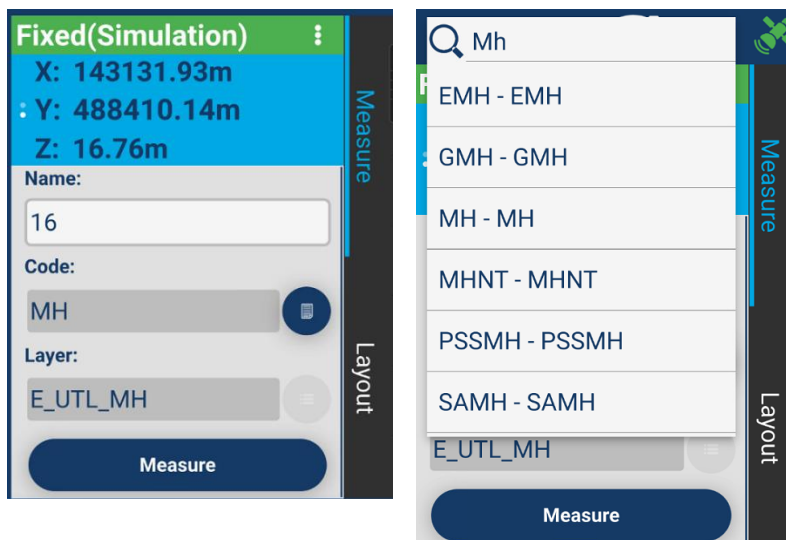 Fixed(Simulation)
X: 143131.93m
Y: 488410.14m
Z: 16.76m
Name:
16
Code:
MH
Layer:
E_UTL_MH
Measure
Measure
Layout
Mh
EMH - EMH
GMH - GMH
MH - MH
MHNT - MHNT
PSSMH - PSSMH
SAMH - SAMH
E_UTL_MH
Measure
Measure
Layout